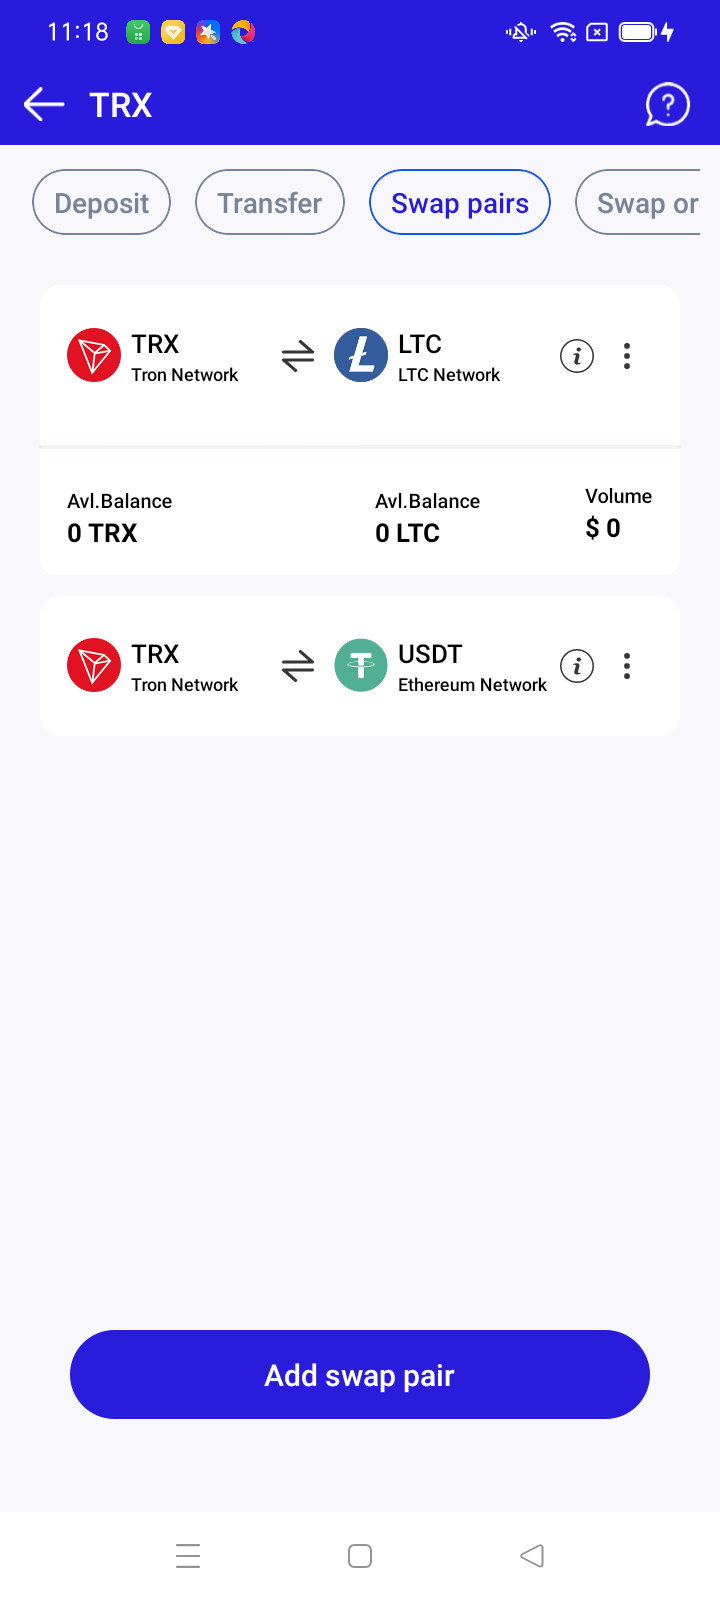 11:18
TRX
Deposit
Transfer
Swap pairs
Swap or
TRX
Tron Network
LTC
LTC Network
Avl.Balance
0 TRX
Avl.Balance
0 LTC
Volume
$ 0
TRX
Tron Network
USDT
Ethereum Network
Add swap pair